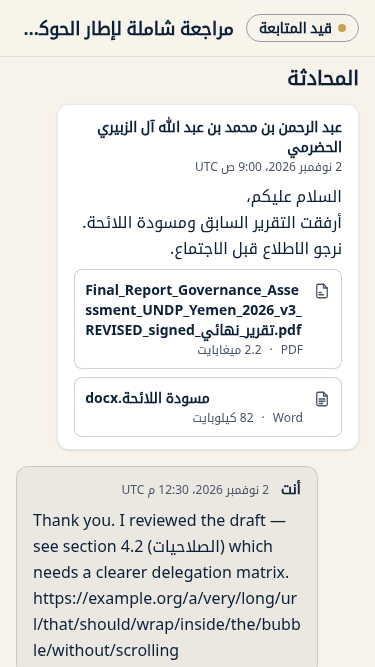 قيد المتابعة
مراجعة شاملة لإطار الحوكـ...
المحادثة
عبد الرحمن بن محمد بن عبد الله آل الزبيري
الحضرمي
2 نوفمبر 2026، 9:00 ص UTC
السلام عليكم،
أرفقت التقرير السابق ومسودة اللائحة.
نرجو الاطلاع قبل الاجتماع.
Final_Report_Governance_Asse
ssment_UNDP_Yemen_2026_v3_
REVISED_signed_تقرير_نهائي.pdf
PDF · 2.2 ميغابايت
مسودة اللائحة.docx
Word · 82 كيلوبايت
أنت 2 نوفمبر 2026، 12:30 م UTC
Thank you. I reviewed the draft —
see section 4.2 (الصلاحيات) which
needs a clearer delegation matrix.
https://example.org/a/very/long/ur
l/that/should/wrap/inside/the/bubb
le/without/scrolling